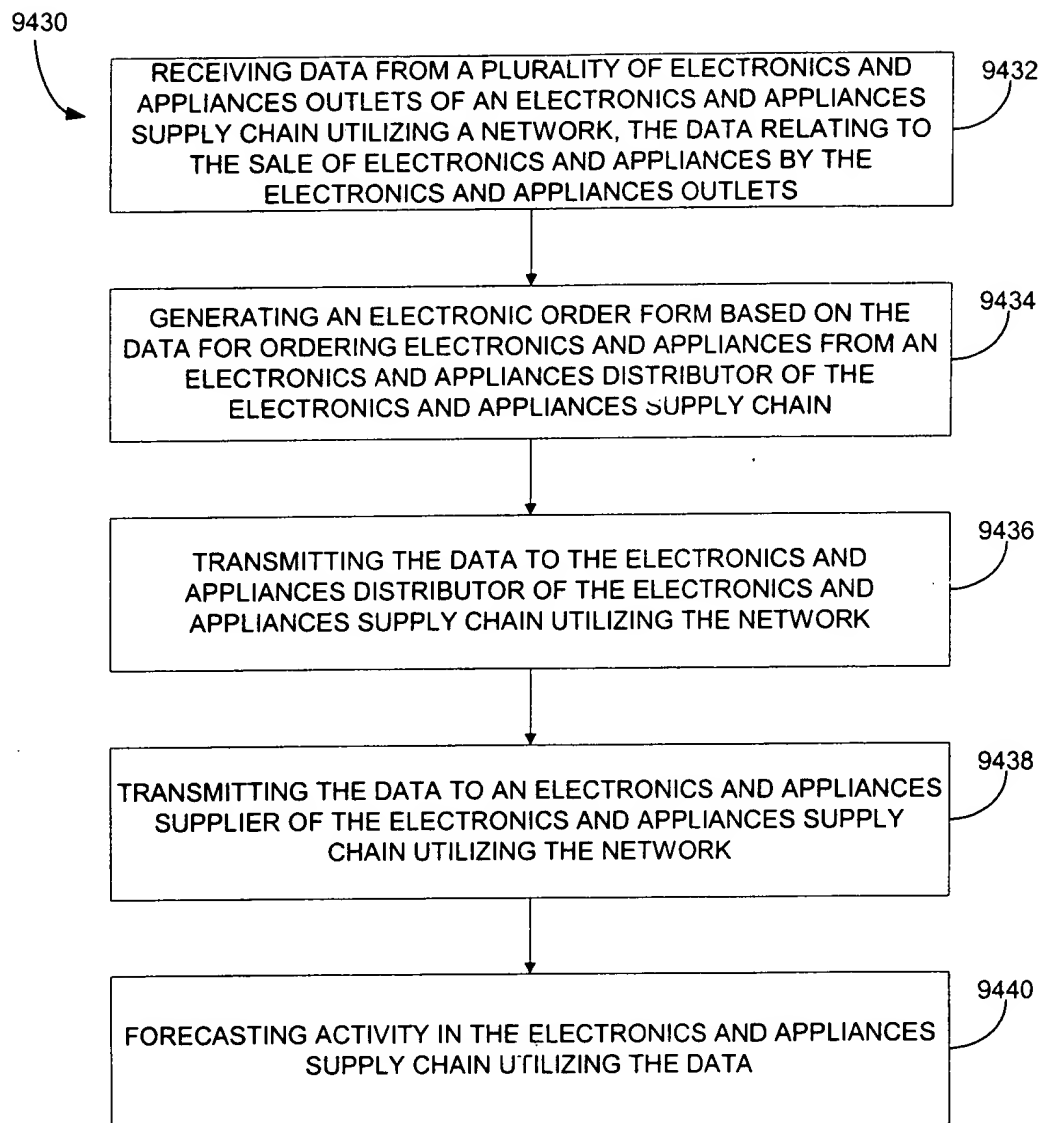 9430
RECEIVING DATA FROM A PLURALITY OF ELECTRONICS AND
APPLIANCES OUTLETS OF AN ELECTRONICS AND APPLIANCES
SUPPLY CHAIN UTILIZING A NETWORK, THE DATA RELATING TO
THE SALE OF ELECTRONICS AND APPLIANCES BY THE
ELECTRONICS AND APPLIANCES OUTLETS
9432
GENERATING AN ELECTRONIC ORDER FORM BASED ON THE
DATA FOR ORDERING ELECTRONICS AND APPLIANCES FROM AN
ELECTRONICS AND APPLIANCES DISTRIBUTOR OF THE
ELECTRONICS AND APPLIANCES SUPPLY CHAIN
9434
TRANSMITTING THE DATA TO THE ELECTRONICS AND
APPLIANCES DISTRIBUTOR OF THE ELECTRONICS AND
APPLIANCES SUPPLY CHAIN UTILIZING THE NETWORK
9436
TRANSMITTING THE DATA TO AN ELECTRONICS AND APPLIANCES
SUPPLIER OF THE ELECTRONICS AND APPLIANCES SUPPLY
CHAIN UTILIZING THE NETWORK
9438
FORECASTING ACTIVITY IN THE ELECTRONICS AND APPLIANCES
SUPPLY CHAIN UTILIZING THE DATA
9440